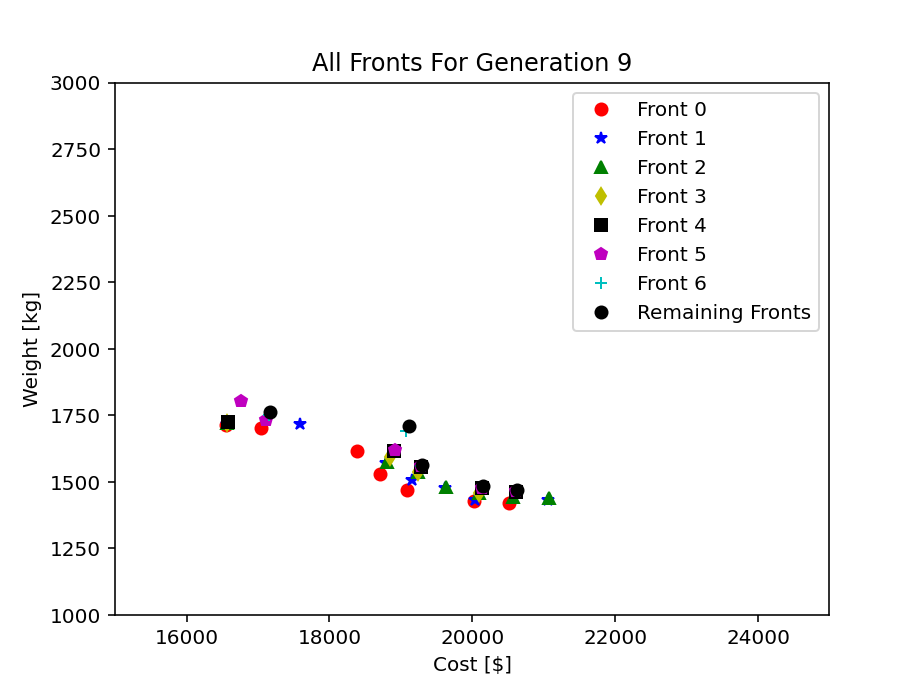 All Fronts For Generation 9
3000
2750
2500
2250
2000
1750
1500
1250
1000
Weight [kg]
Front 0
Front 1
Front 2
Front 3
Front 4
Front 5
Front 6
Remaining Fronts
16000 18000 20000 22000 24000
Cost [$]